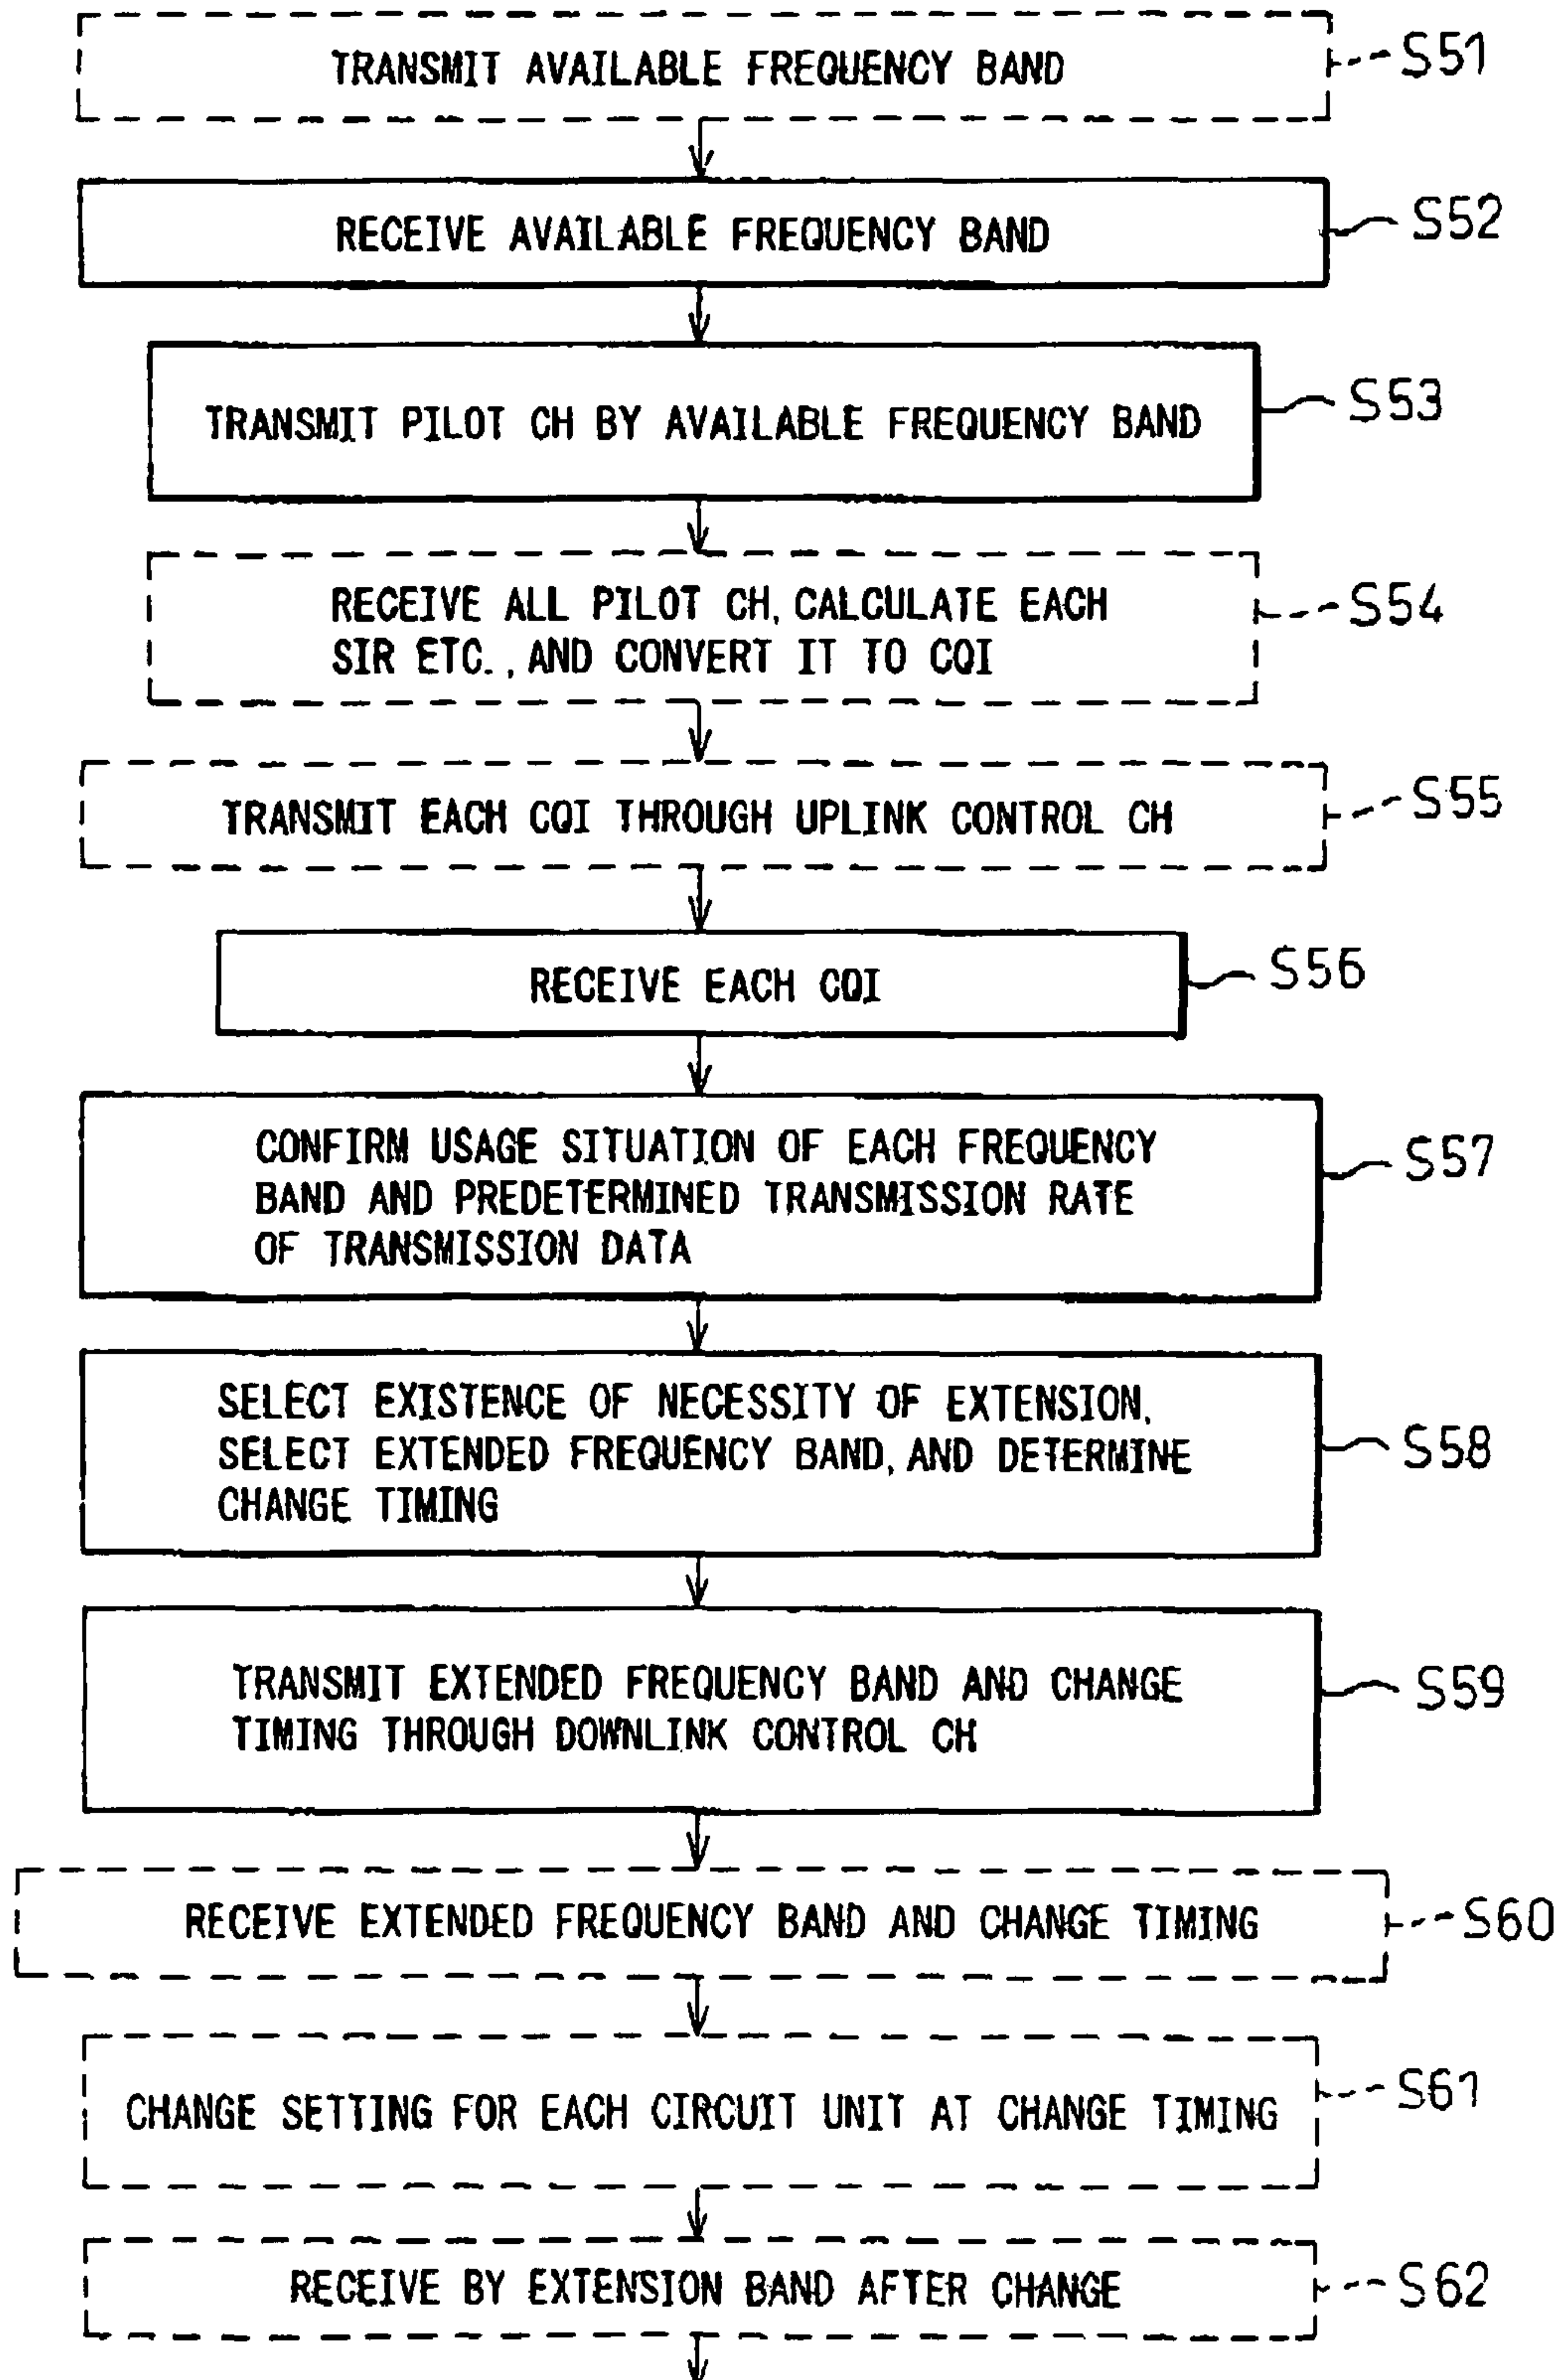 TRANSMIT AVAILABLE FREQUENCY BAND
S51
RECEIVE AVAILABLE FREQUENCY BAND
S52
TRANSMIT PILOT CH BY AVAILABLE FREQUENCY BAND
S53
RECEIVE ALL PILOT CH, CALCULATE EACH
SIR ETC., AND CONVERT IT TO CQI
S54
TRANSMIT EACH CQI THROUGH UPLINK CONTROL CH
S55
RECEIVE EACH CQI
S56
CONFIRM USAGE SITUATION OF EACH FREQUENCY
BAND AND PREDETERMINED TRANSMISSION RATE
OF TRANSMISSION DATA
S57
SELECT EXISTENCE OF NECESSITY OF EXTENSION,
SELECT EXTENDED FREQUENCY BAND, AND DETERMINE
CHANGE TIMING
S58
TRANSMIT EXTENDED FREQUENCY BAND AND CHANGE
TIMING THROUGH DOWNLINK CONTROL CH
S59
RECEIVE EXTENDED FREQUENCY BAND AND CHANGE TIMING
S60
CHANGE SETTING FOR EACH CIRCUIT UNIT AT CHANGE TIMING
S61
RECEIVE BY EXTENSION BAND AFTER CHANGE
S62